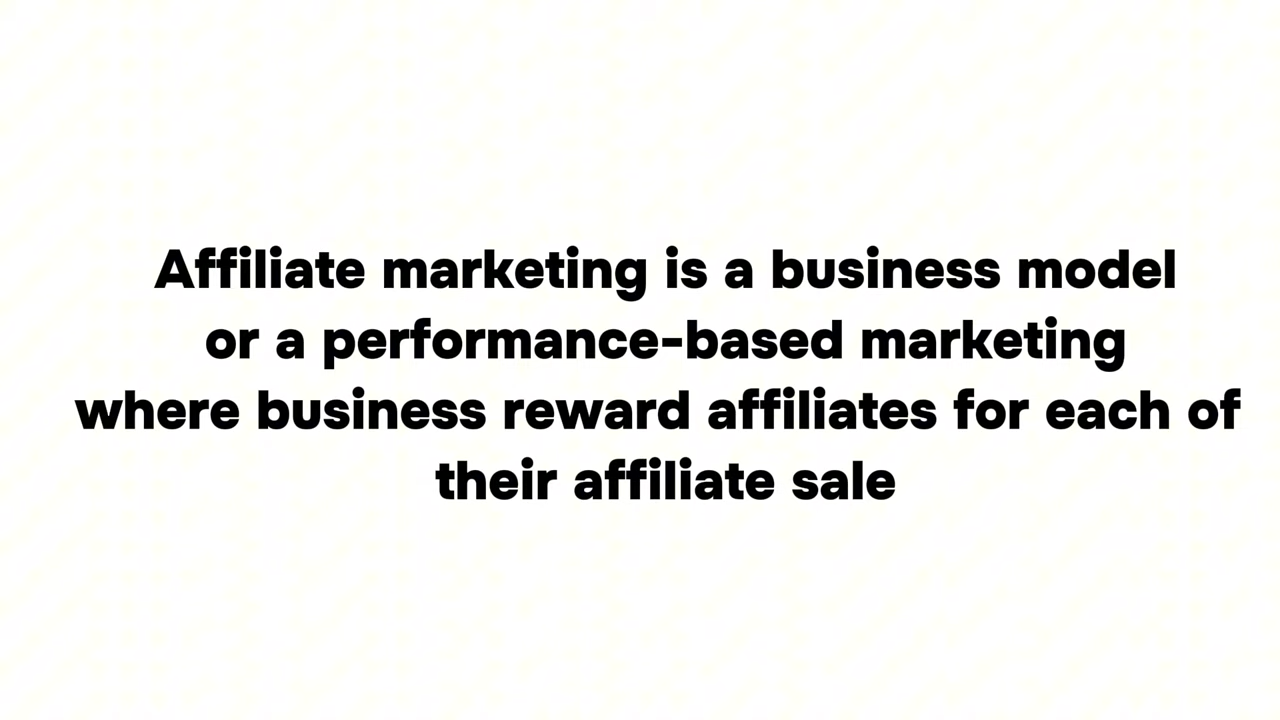 Affiliate marketing is a business model
or a performance-based marketing
where business reward affiliates for each of
their affiliate sale